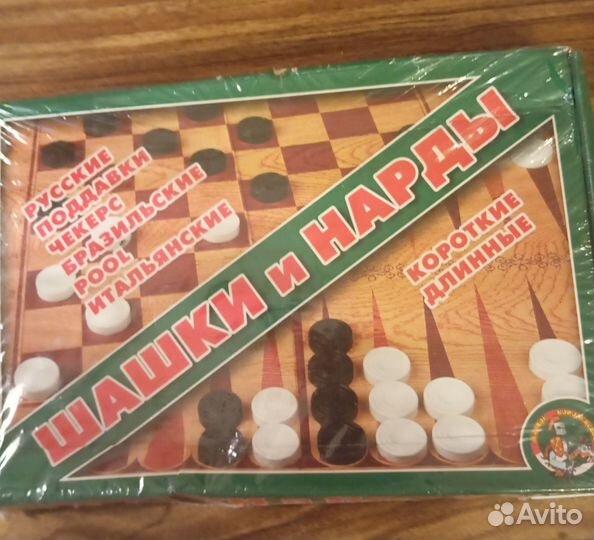 РУССКИЕ
ПОДДАВКИ
ЧЕКЕРС
БРАЗИЛЬСКИЕ
POOL
ИТАЛЬЯНСКИЕ
ШАШКИ и НАРДЫ
КОРОТКИЕ
ДЛИННЫЕ
Avito